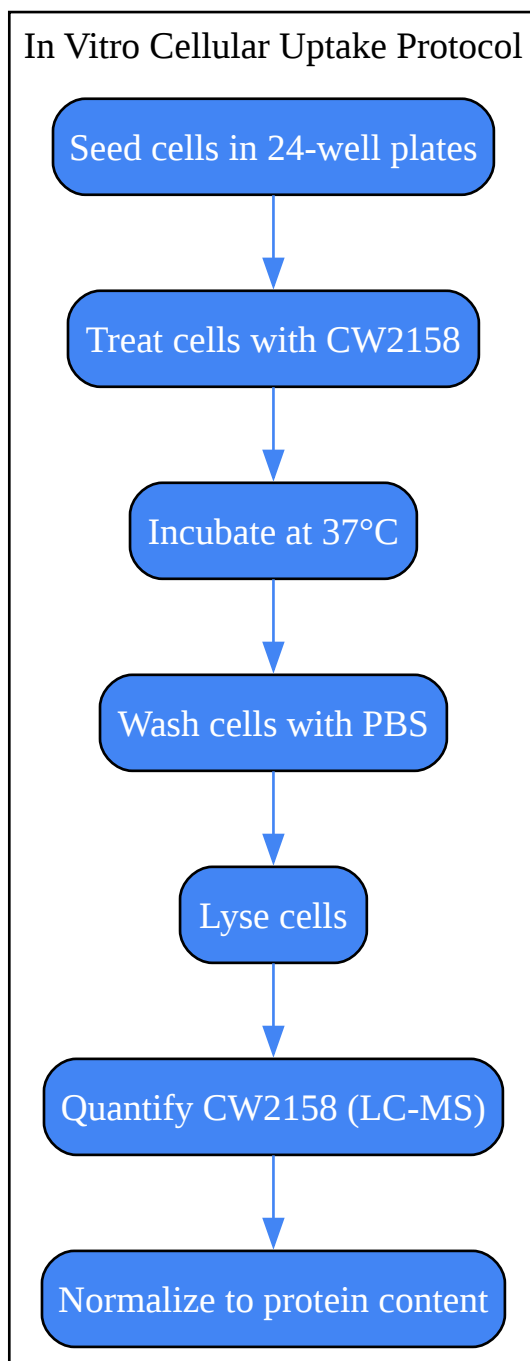 In Vitro Cellular Uptake Protocol
Seed cells in 24-well plates
Treat cells with CW2158
Incubate at 37°C
Wash cells with PBS
Lyse cells
Quantify CW2158 (LC-MS)
Normalize to protein content